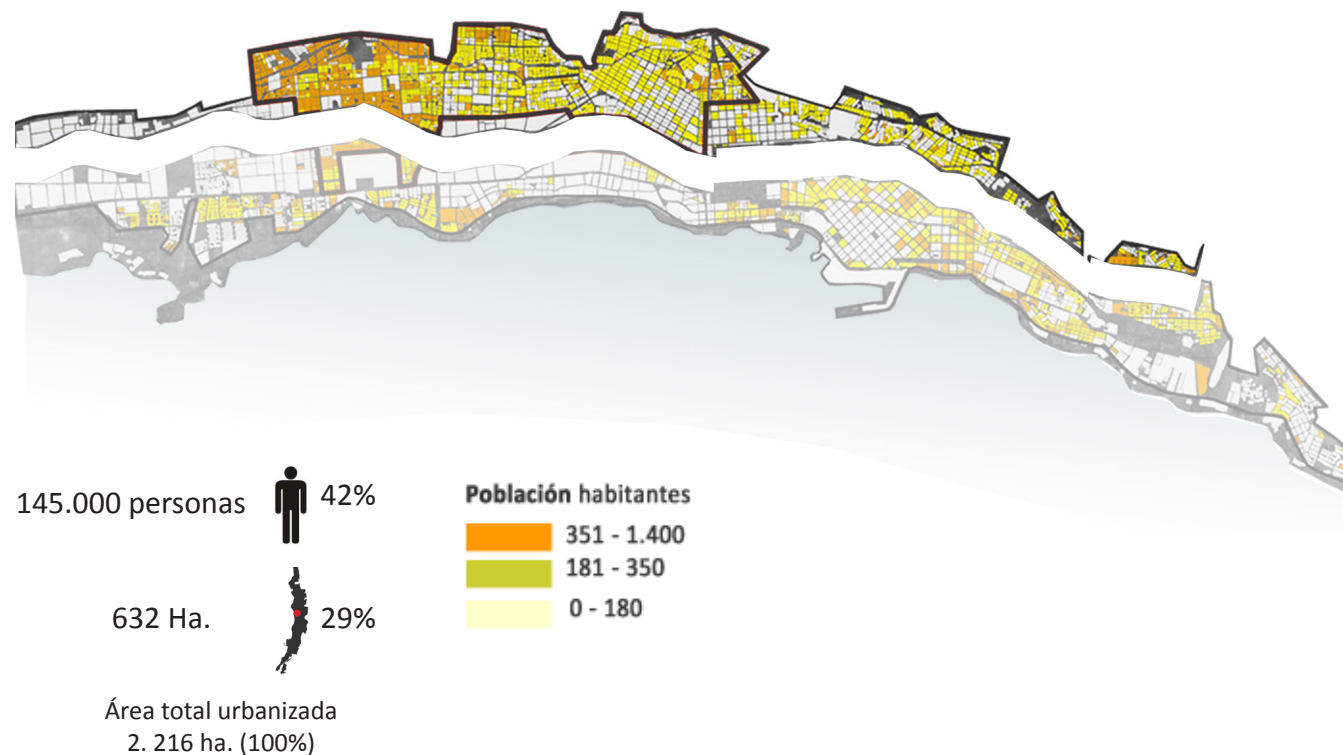 145.000 personas
42%
632 Ha.
29%
Área total urbanizada
2. 216 ha. (100%)
Población habitantes
351 - 1.400
181 - 350
0 - 180